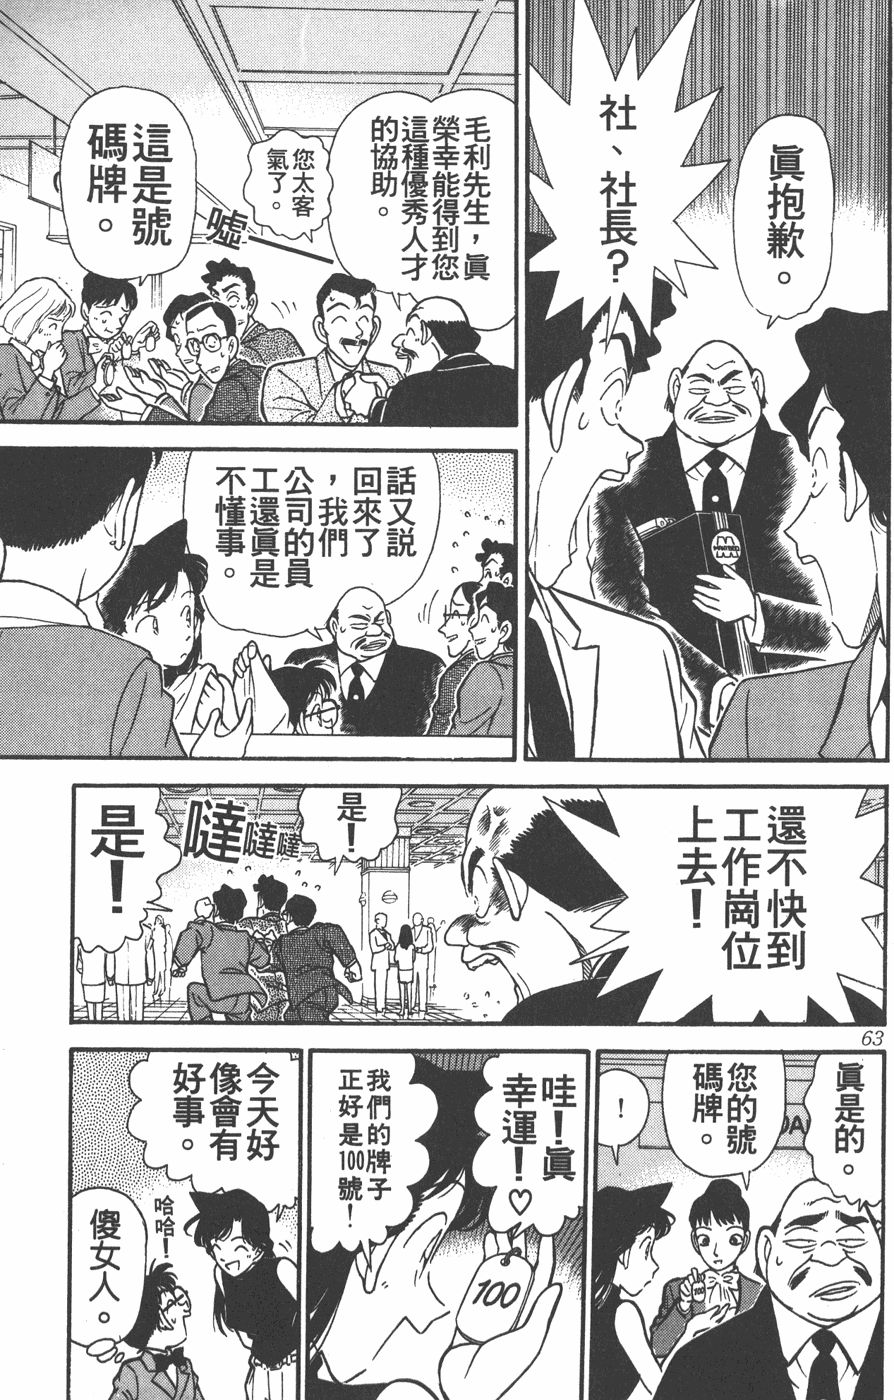 眞抱歉。
社、社長？
毛利先生，眞
榮幸能得到您
這種優秀人才
的協助。
您太客
氣了。
噓
這是號
碼牌。
話又說
回來了
，我們
公司的員
工還眞是
不懂事。
還不快到
工作崗位
上去！
是！
噠噠噠
是！
63
眞是的。
您的號
碼牌。
！
哇！眞
幸運！♡
我們的牌子
正好是
100號！
100
今天好
像會有
好事。
哈哈！
傻女人。